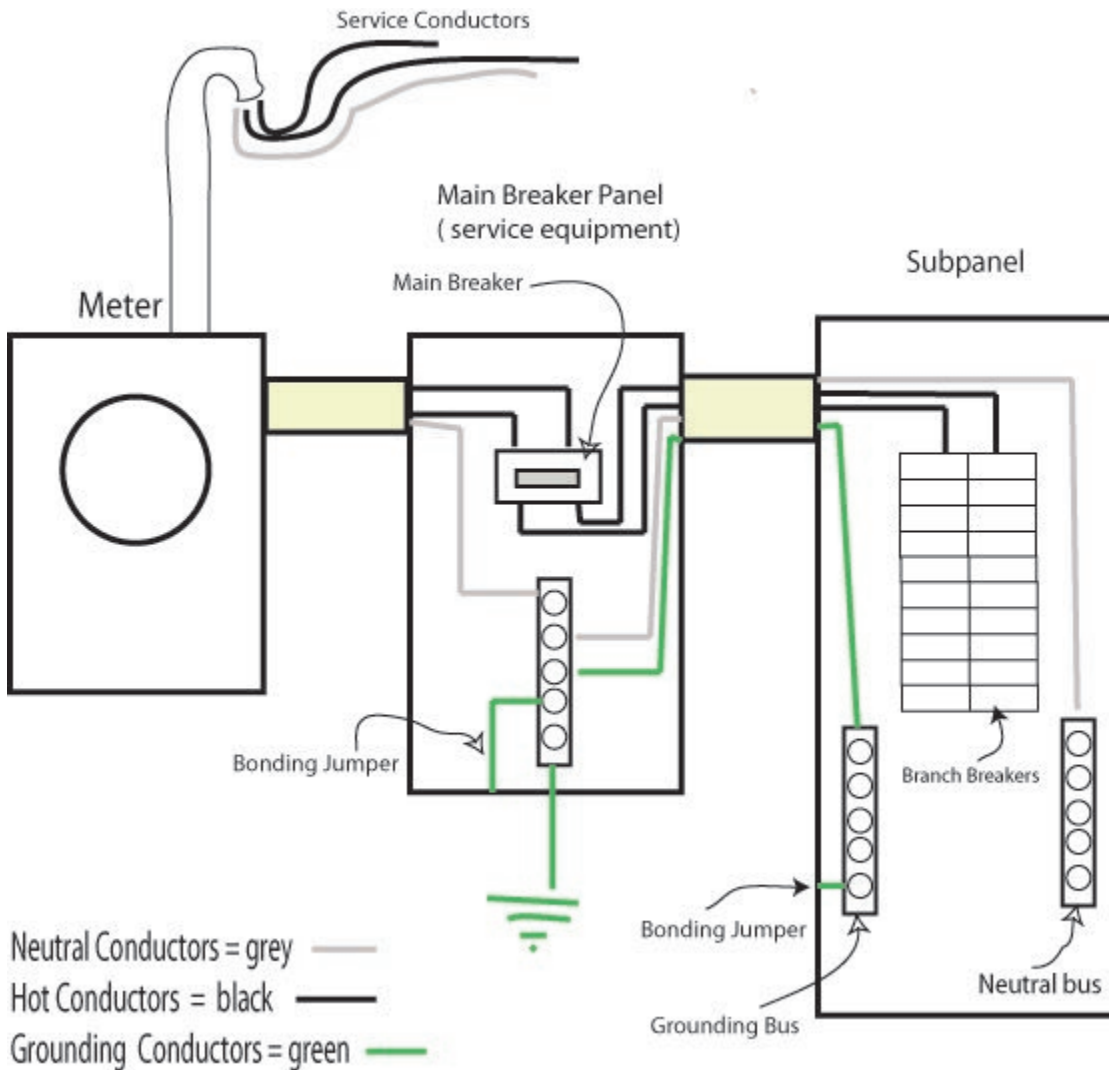 Service Conductors
Main Breaker Panel
( service equipment)
Main Breaker
Subpanel
Meter
Bonding Jumper
Branch Breakers
Bonding Jumper
Neutral bus
Grounding Bus
Neutral Conductors = grey
Hot Conductors = black
Grounding Conductors = green